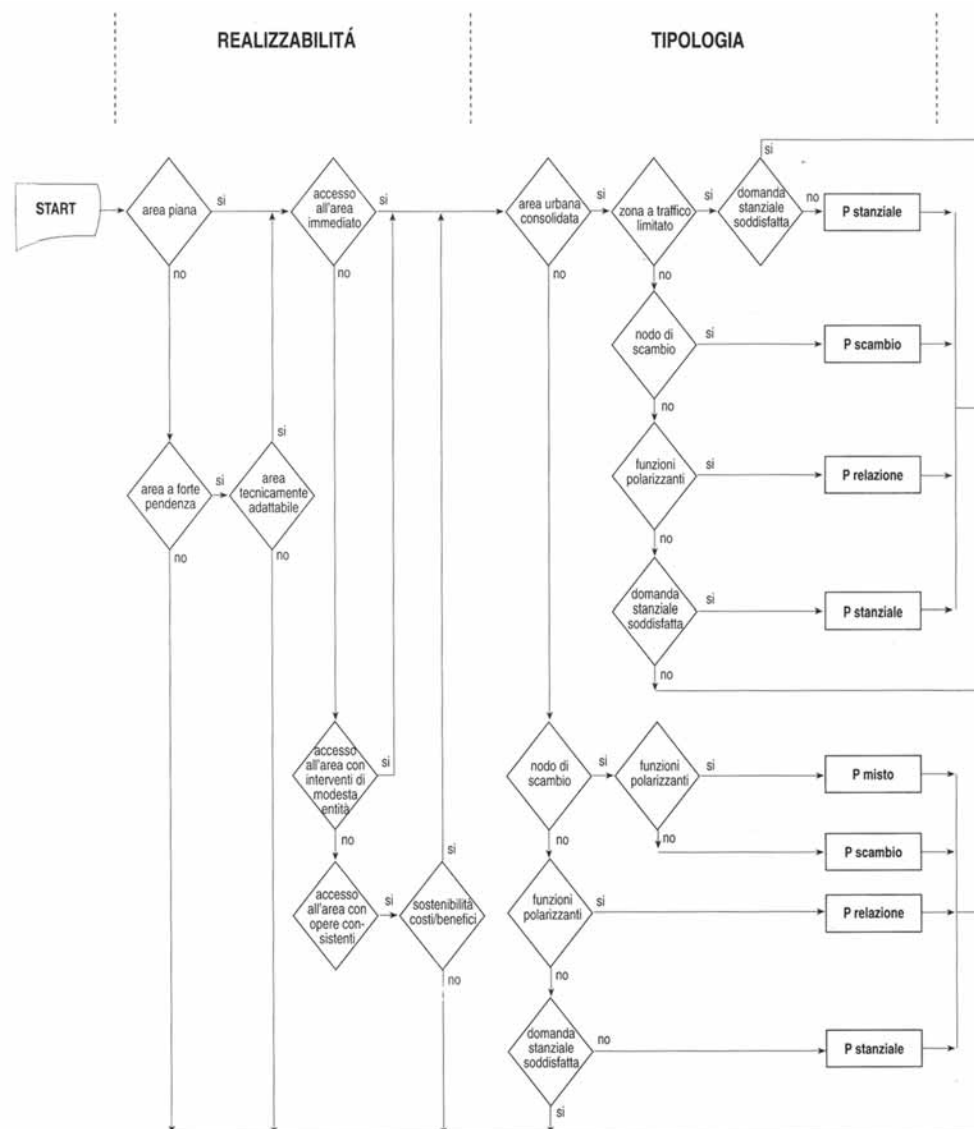 REALIZZABILITÁ
TIPOLOGIA
START
area piana
si
no
accesso
all'area
immediato
si
no
area urbana
consolidata
si
no
zona a traffico
limitato
si
no
si
domanda
stanziale
soddisfatta
no
P stanziale
nodo di
scambio
si
no
P scambio
area a forte
pendenza
si
no
si
area
tecnicamente
adattabile
no
funzioni
polarizzanti
si
no
P relazione
domanda
stanziale
soddisfatta
si
no
P stanziale
accesso
all'area con
interventi di
modesta
entità
si
no
nodo di
scambio
si
no
funzioni
polarizzanti
si
no
P misto
P scambio
accesso
all'area con
opere con-
sistenti
si
si
sostenibilità
costi/benefici
no
funzioni
polarizzanti
si
no
P relazione
domanda
stanziale
soddisfatta
no
si
P stanziale